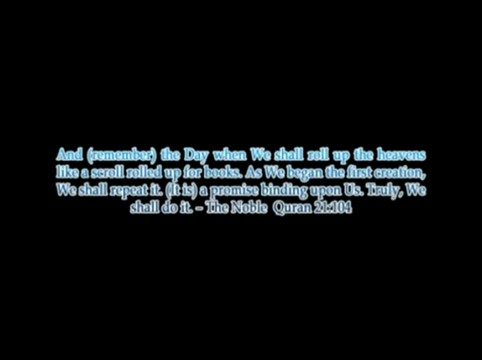 And (remember) the Day when We shall roll up the heavens
like a scroll rolled up for books. As We began the first creation,
We shall repeat it. (It is) a promise binding upon Us. Truly, We
shall do it. - The Noble Quran 21:104